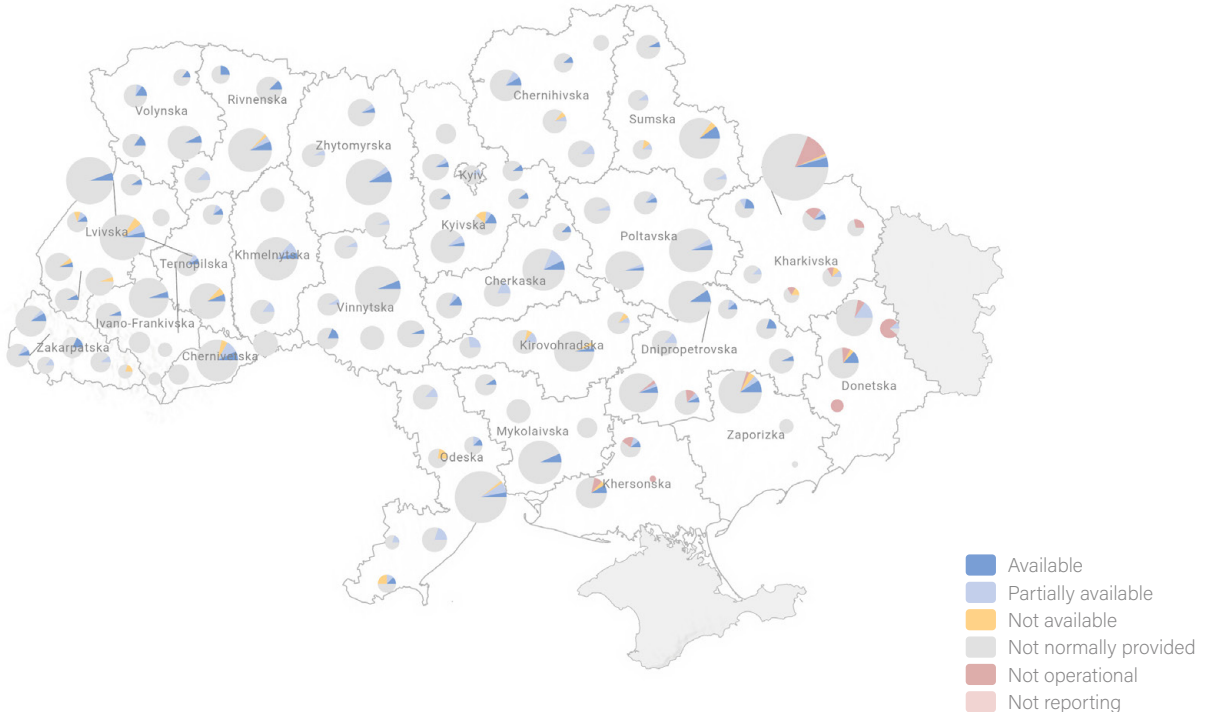 Chernihivska
Volynska
Rivnenska
Sumska
Zhytomyrska
Kyiv
Kyivska
Lvivska
Poltavska
Khmelnytska
Ternopilska
Kharkivska
Cherkaska
Vinnytska
Ivano-Frankivska
Zakarpatska
Chernivetska
Kirovohradska
Dnipropetrovska
Donetska
Mykolaivska
Zaporizka
Odeska
Khersonska
Available
Partially available
Not available
Not normally provided
Not operational
Not reporting